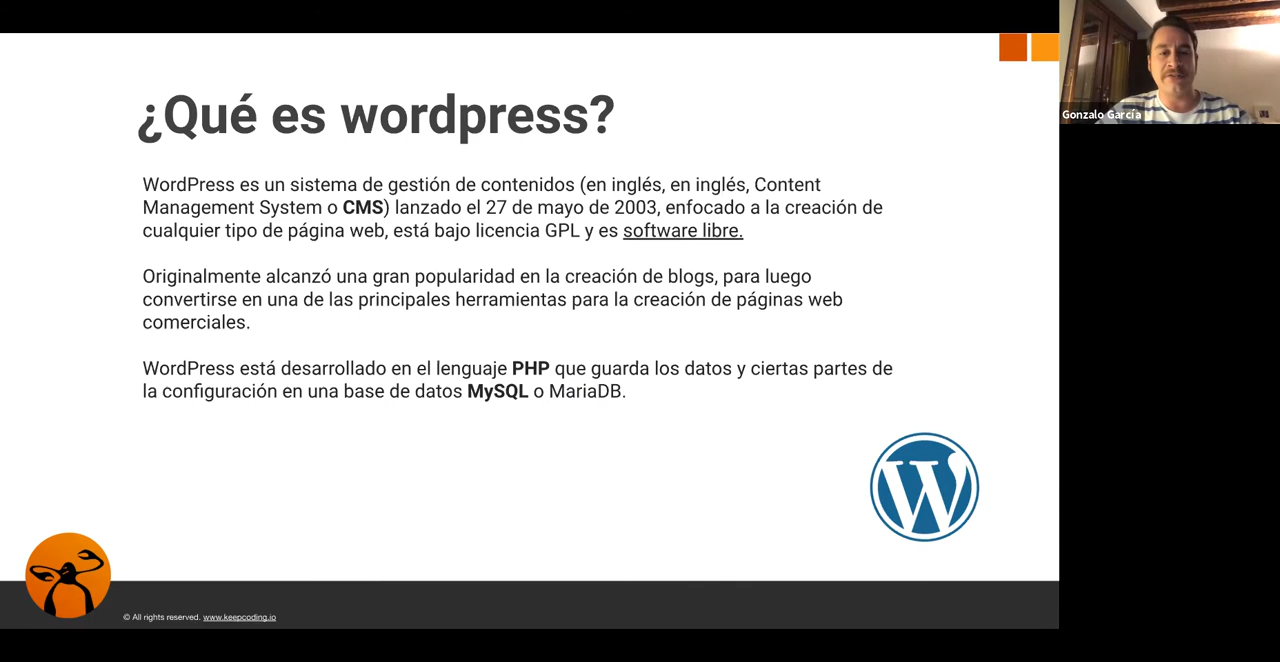 ¿Qué es wordpress?
WordPress es un sistema de gestión de contenidos (en inglés, en inglés, Content
Management System o CMS) lanzado el 27 de mayo de 2003, enfocado a la creación de
cualquier tipo de página web, está bajo licencia GPL y es software libre.
Originalmente alcanzó una gran popularidad en la creación de blogs, para luego
convertirse en una de las principales herramientas para la creación de páginas web
comerciales.
WordPress está desarrollado en el lenguaje PHP que guarda los datos y ciertas partes de
la configuración en una base de datos MySQL o MariaDB.
© All rights reserved. www.keepcoding.io
Gonzalo García